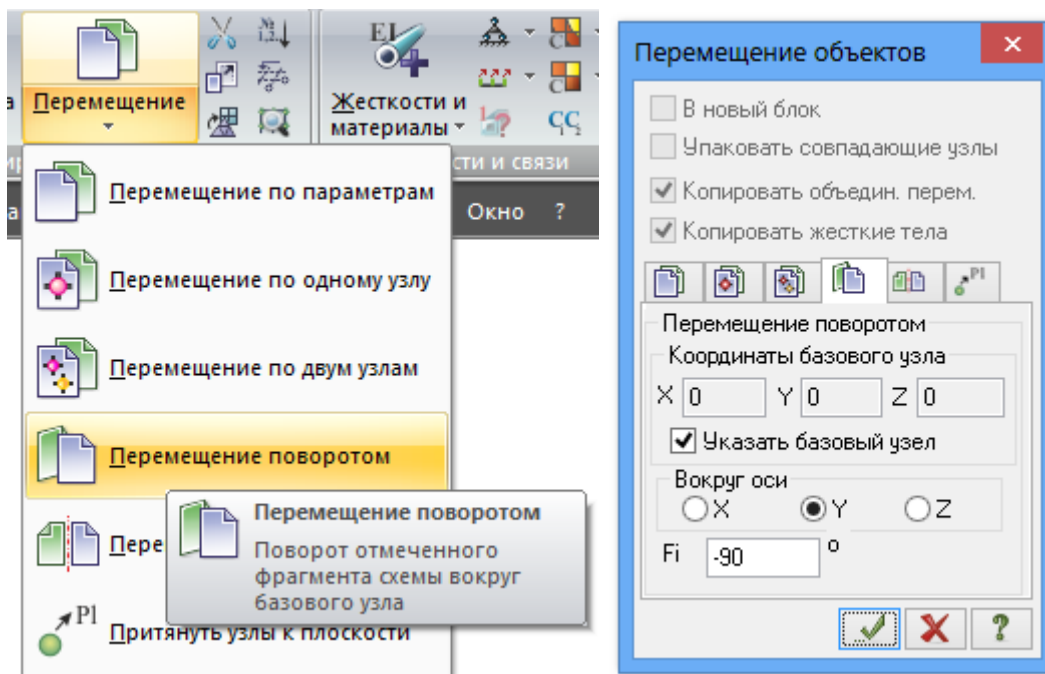 EI
Перемещение
Жесткости и
материалы
сти и связи
Окно ?
Перемещение по параметрам
Перемещение по одному узлу
Перемещение по двум узлам
Перемещение поворотом
Пере
Перемещение поворотом
Поворот отмеченного
фрагмента схемы вокруг
базового узла
Pl
Притянуть узлы к плоскости
Перемещение объектов
В новый блок
Упаковать совпадающие узлы
Копировать объедин. перем.
Копировать жесткие тела
Pl
Перемещение поворотом
Координаты базового узла
X 0 Y 0 Z 0
Указать базовый узел
Вокруг оси
X Y Z
Fi -90 °
?